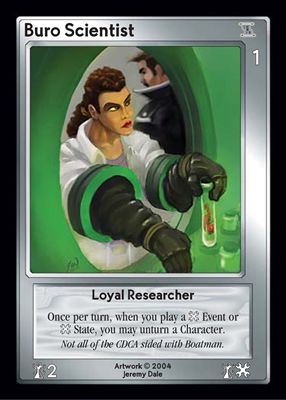 Buro Scientist
1
Loyal Researcher
Once per turn, when you play a Event or
State, you may unturn a Character.
Not all of the CDCA sided with Boatman.
Artwork © 2004
Jeremy Dale
2